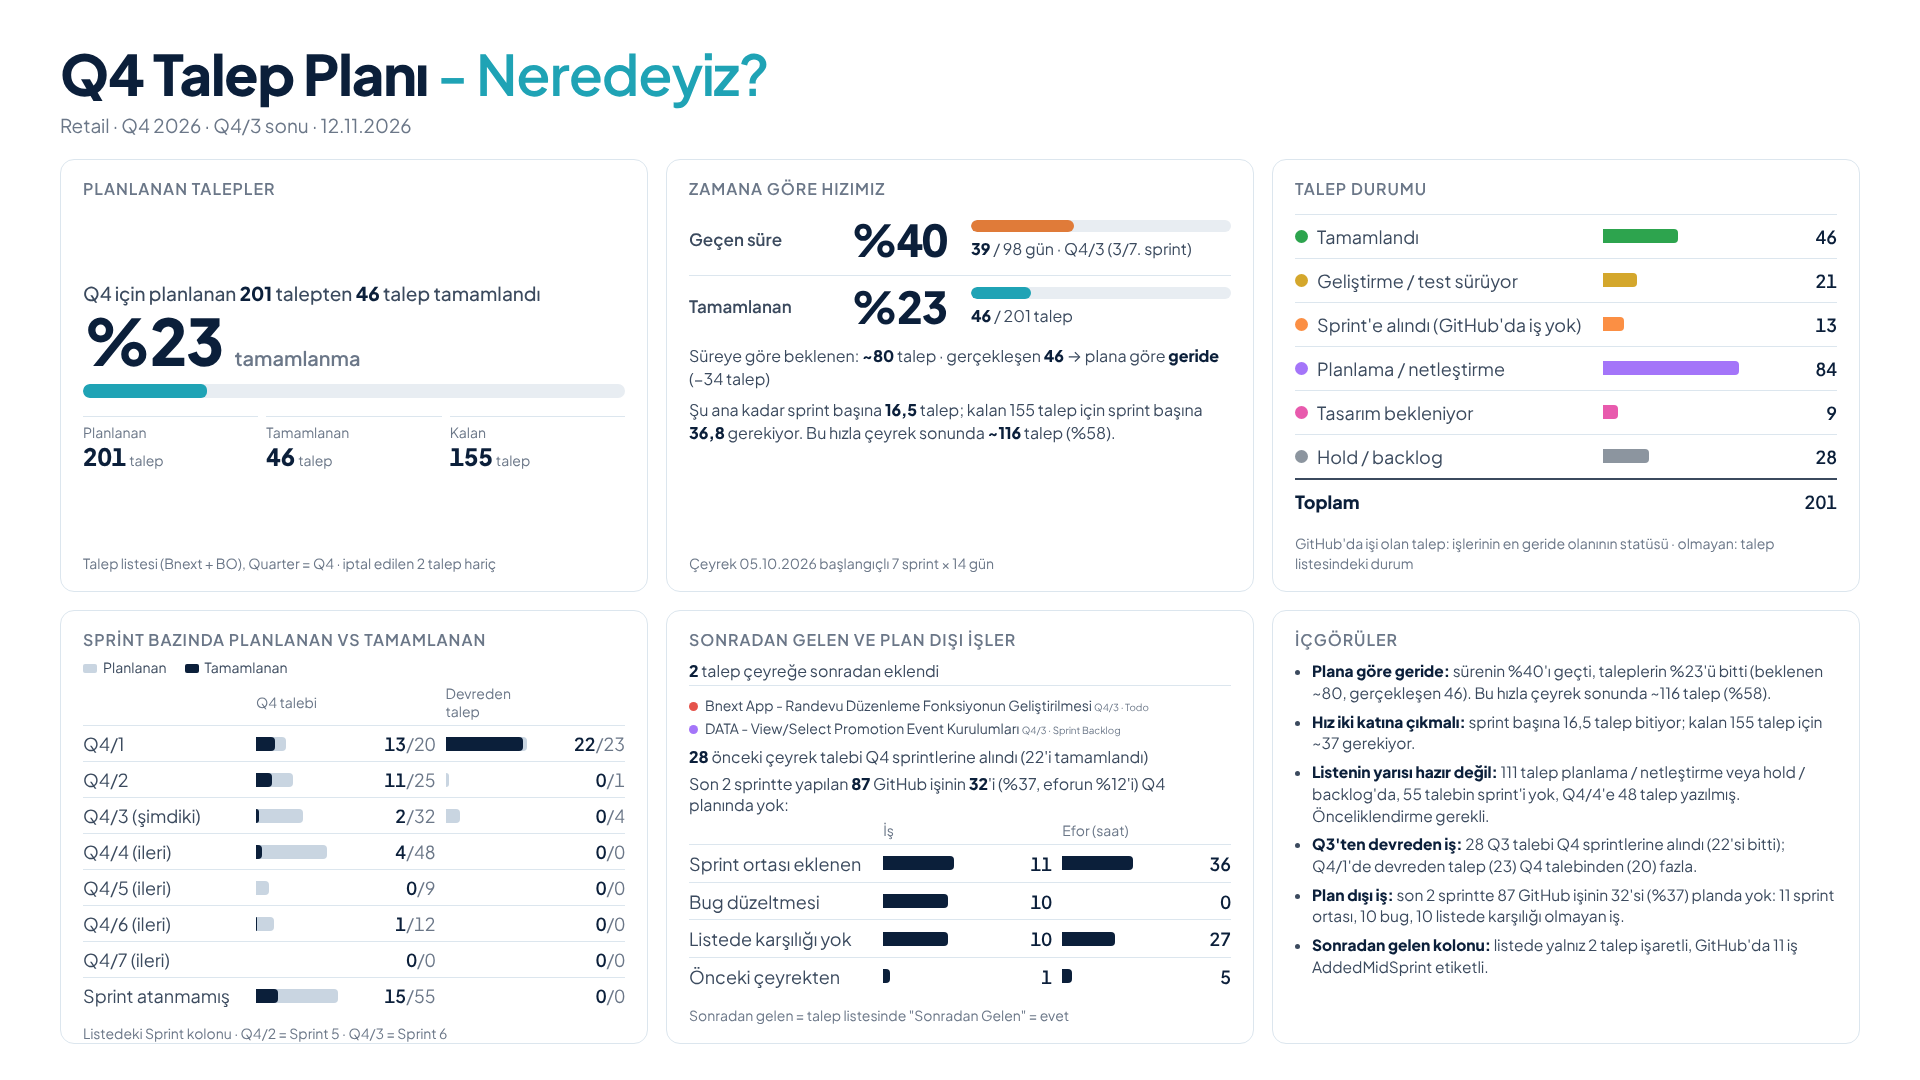 Q4 Talep Planı - Neredeyiz?
Retail · Q4 2026 · Q4/3 sonu · 12.11.2026
PLANLANAN TALEPLER
Q4 için planlanan 201 talepten 46 talep tamamlandı
%23 tamamlanma
Planlanan Tamamlanan Kalan
201 talep 46 talep 155 talep
Talep listesi (Bnext + BO), Quarter = Q4 · iptal edilen 2 talep hariç
ZAMANA GÖRE HIZIMIZ
Geçen süre %40 39 / 98 gün · Q4/3 (3/7. sprint)
Tamamlanan %23 46 / 201 talep
Süreye göre beklenen: ~80 talep · gerçekleşen 46 → plana göre geride
(−34 talep)
Şu ana kadar sprint başına 16,5 talep; kalan 155 talep için sprint başına
36,8 gerekiyor. Bu hızla çeyrek sonunda ~116 talep (%58).
Çeyrek 05.10.2026 başlangıçlı 7 sprint × 14 gün
TALEP DURUMU
Tamamlandı 46
Geliştirme / test sürüyor 21
Sprint'e alındı (GitHub'da iş yok) 13
Planlama / netleştirme 84
Tasarım bekleniyor 9
Hold / backlog 28
Toplam 201
GitHub'da işi olan talep: işlerinin en geride olanının statüsü · olmayan: talep
listesindeki durum
SPRİNT BAZINDA PLANLANAN VS TAMAMLANAN
Planlanan Tamamlanan
Q4 talebi Devreden
talep
Q4/1 13/20 22/23
Q4/2 11/25 0/1
Q4/3 (şimdiki) 2/32 0/4
Q4/4 (ileri) 4/48 0/0
Q4/5 (ileri) 0/9 0/0
Q4/6 (ileri) 1/12 0/0
Q4/7 (ileri) 0/0 0/0
Sprint atanmamış 15/55 0/0
Listedeki Sprint kolonu · Q4/2 = Sprint 5 · Q4/3 = Sprint 6
SONRADAN GELEN VE PLAN DIŞI İŞLER
2 talep çeyreğe sonradan eklendi
Bnext App - Randevu Düzenleme Fonksiyonun Geliştirilmesi Q4/3 · Todo
DATA - View/Select Promotion Event Kurulumları Q4/3 · Sprint Backlog
28 önceki çeyrek talebi Q4 sprintlerine alındı (22'i tamamlandı)
Son 2 sprintte yapılan 87 GitHub işinin 32'i (%37, eforun %12'i) Q4
planında yok:
İş Efor (saat)
Sprint ortası eklenen 11 36
Bug düzeltmesi 10 0
Listede karşılığı yok 10 27
Önceki çeyrekten 1 5
Sonradan gelen = talep listesinde "Sonradan Gelen" = evet
İÇGÖRÜLER
• Plana göre geride: sürenin %40'ı geçti, taleplerin %23'ü bitti (beklenen
~80, gerçekleşen 46). Bu hızla çeyrek sonunda ~116 talep (%58).
• Hız iki katına çıkmalı: sprint başına 16,5 talep bitiyor; kalan 155 talep için
~37 gerekiyor.
• Listenin yarısı hazır değil: 111 talep planlama / netleştirme veya hold /
backlog'da, 55 talebin sprint'i yok, Q4/4'e 48 talep yazılmış.
Önceliklendirme gerekli.
• Q3'ten devreden iş: 28 Q3 talebi Q4 sprintlerine alındı (22'si bitti);
Q4/1'de devreden talep (23) Q4 talebinden (20) fazla.
• Plan dışı iş: son 2 sprintte 87 GitHub işinin 32'si (%37) planda yok: 11 sprint
ortası, 10 bug, 10 listede karşılığı olmayan iş.
• Sonradan gelen kolonu: listede yalnız 2 talep işaretli, GitHub'da 11 iş
AddedMidSprint etiketli.